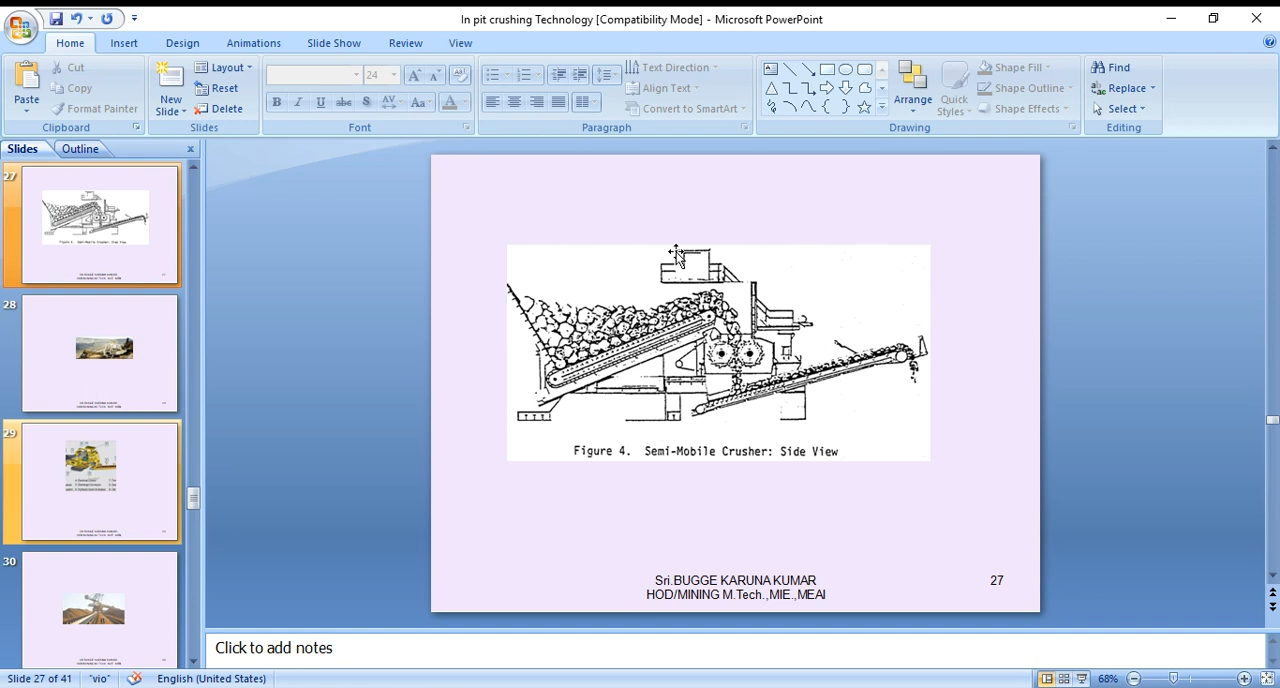 In pit crushing Technology [Compatibility Mode] - Microsoft PowerPoint
Home Insert Design Animations Slide Show Review View
Paste
Cut
Copy
Format Painter
Clipboard
New Slide
Layout
Reset
Delete
Slides
24
B I U abc S AV Aa A
Font
Text Direction
Align Text
Convert to SmartArt
Paragraph
Arrange
Quick Styles
Shape Fill
Shape Outline
Shape Effects
Drawing
Find
Replace
Select
Editing
Slides Outline
27
28
29
30
Figure 4. Semi-Mobile Crusher: Side View
Sri.BUGGE KARUNA KUMAR
HOD/MINING M.Tech.,MIE.,MEAI
27
Click to add notes
Slide 27 of 41 "vio" English (United States) 68%